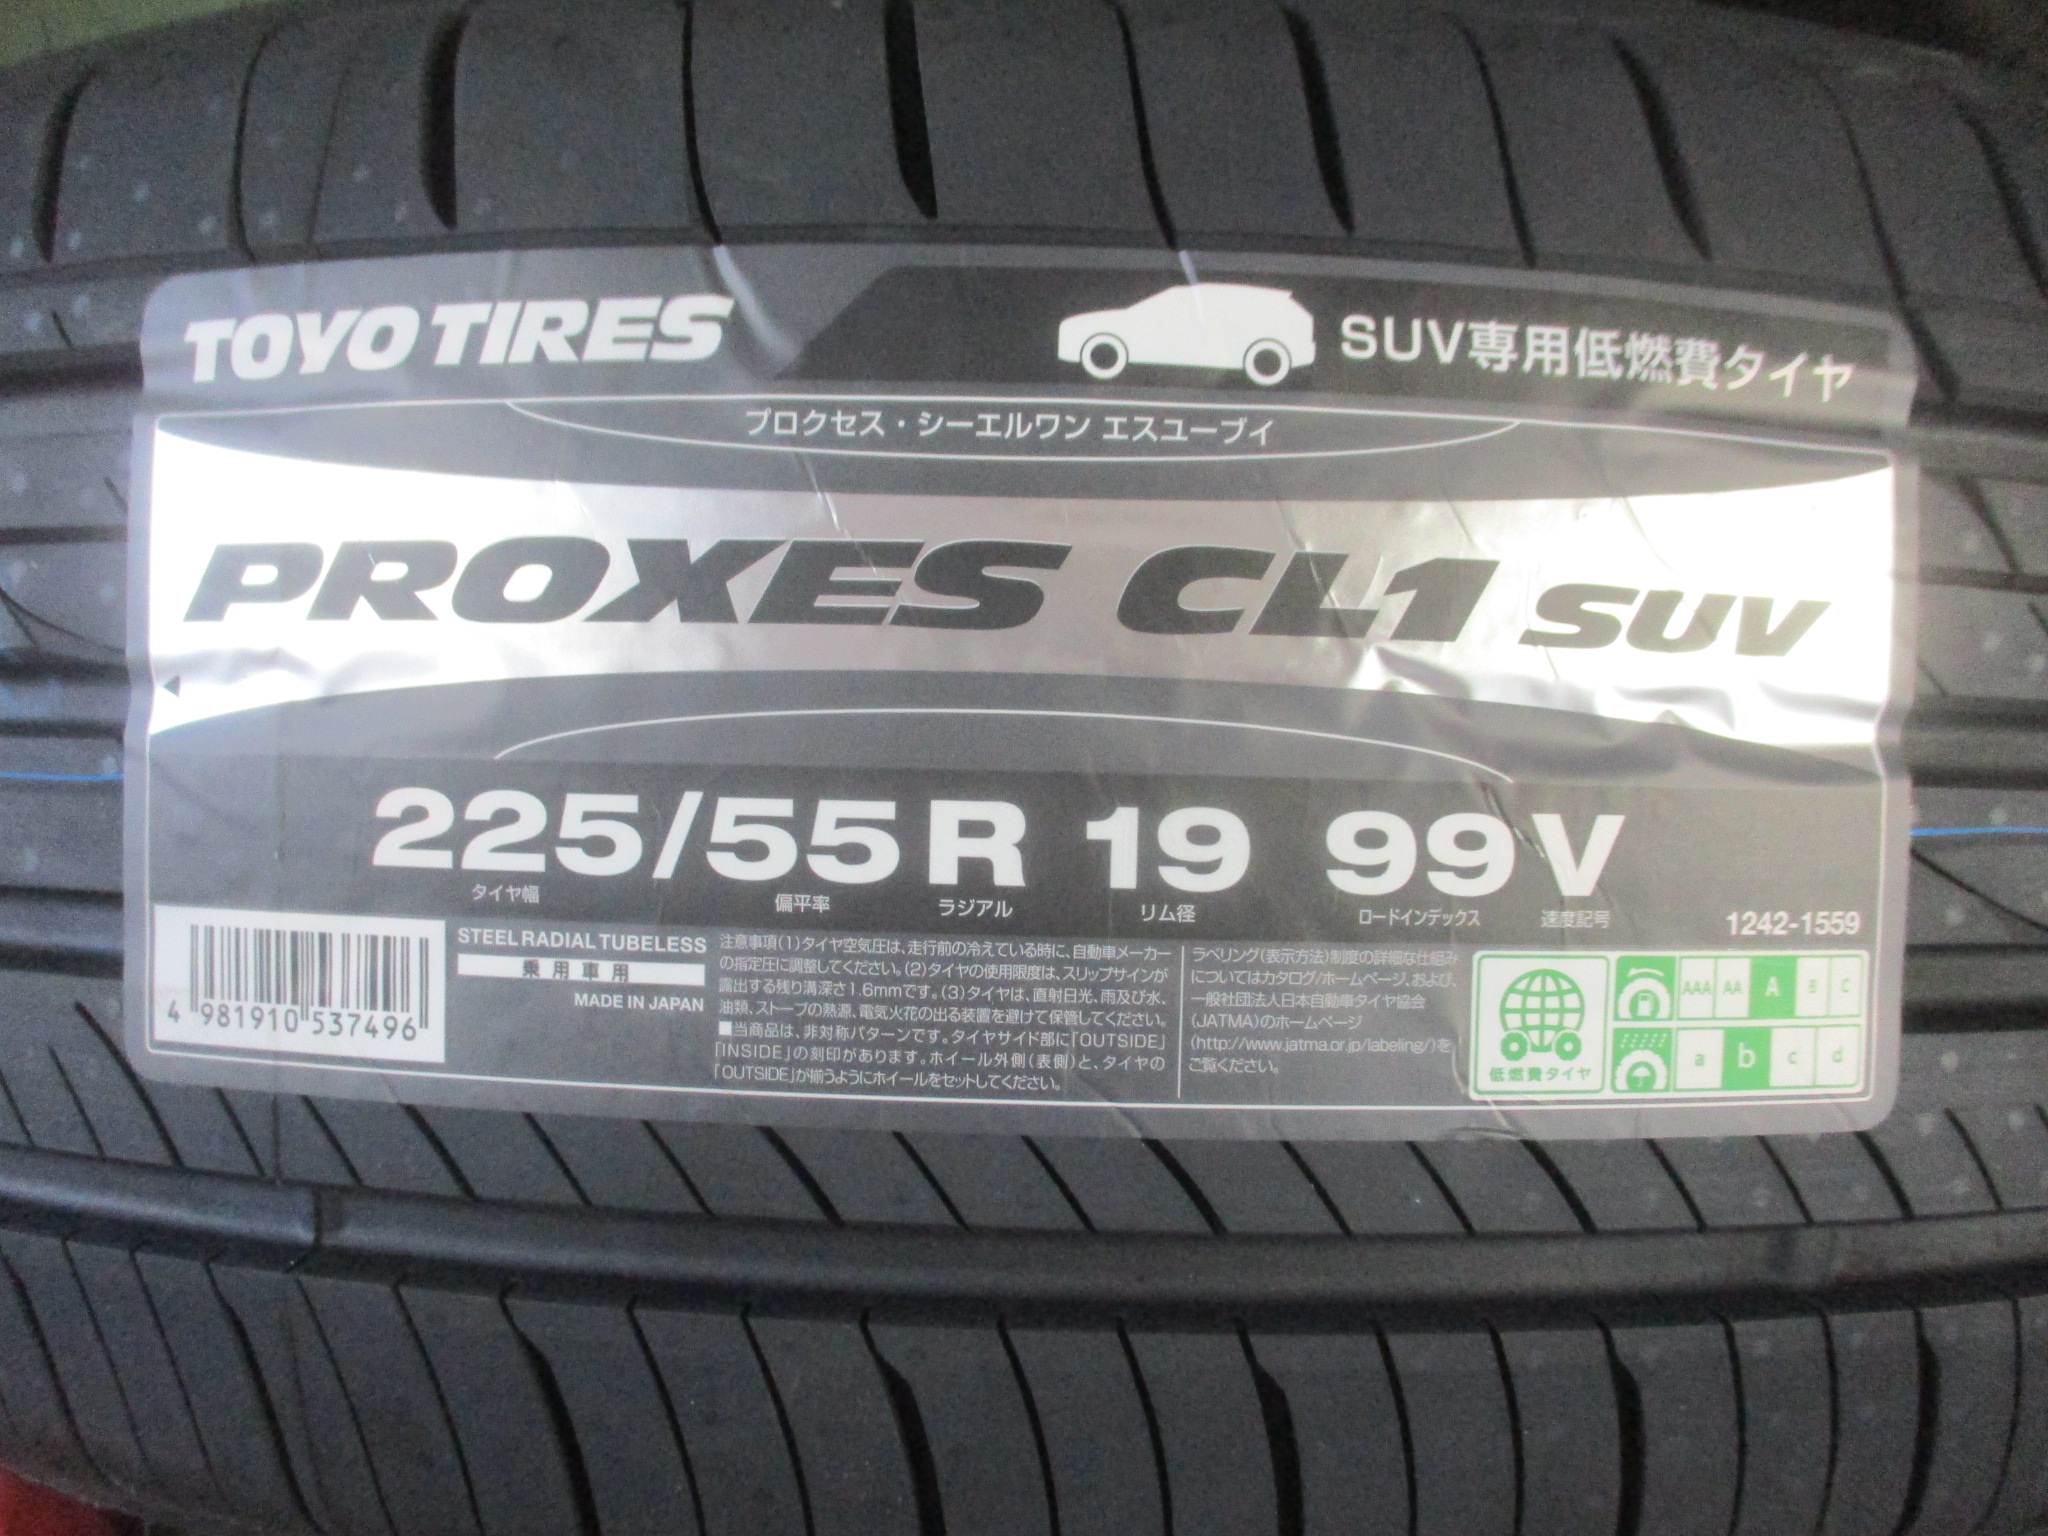 TOYO TIRES
SUV専用低燃費タイヤ
プロクセス・シーエルワン エスユーブイ
PROXES CL1 SUV
225/55 R 19 99 V
タイヤ幅 偏平率 ラジアル リム径 ロードインデックス 速度記号
1242-1559
4 981910 537496
STEEL RADIAL TUBELESS
乗用車用
MADE IN JAPAN
注意事項(1)タイヤ空気圧は、走行前の冷えている時に、自動車メーカー
の指定圧に調整してください。(2)タイヤの使用限度は、スリップサインが
露出する残り溝深さ1.6mmです。(3)タイヤは、直射日光、雨及び水、
油類、ストーブの熱源、電気火花の出る装置を避けて保管してください。
■当商品は、非対称パターンです。タイヤサイド部に「OUTSIDE」
「INSIDE」の刻印があります。ホイール外側(表側)と、タイヤの
「OUTSIDE」が揃うようにホイールをセットしてください。
ラベリング(表示方法)制度の詳細な仕組み
についてはカタログ/ホームページ、および、
一般社団法人日本自動車タイヤ協会
(JATMA)のホームページ
(http://www.jatma.or.jp/labeling/)を
ご覧ください。
低燃費タイヤ
AAA AA A B C
a b c d